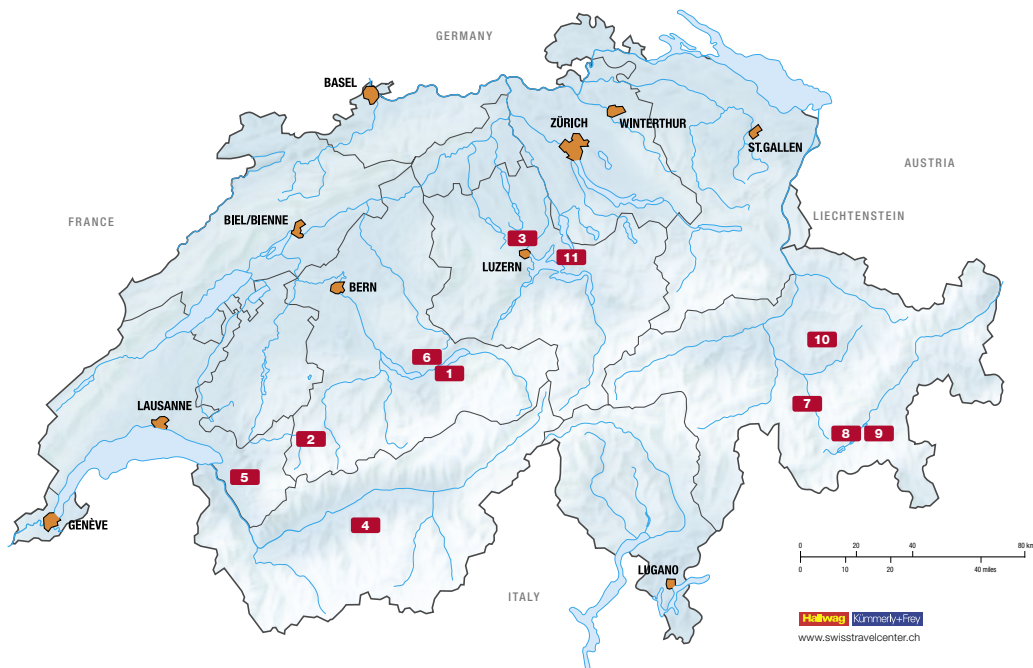 GERMANY
BASEL
WINTERTHUR
ZÜRICH
ST.GALLEN
AUSTRIA
FRANCE
BIEL/BIENNE
LIECHTENSTEIN
3
LUZERN
11
BERN
10
6
1
7
LAUSANNE
2
8
9
5
4
GENÈVE
0 20 40 80 km
0 10 20 40 miles
LUGANO
ITALY
Hallwag Kümmerly+Frey
www.swisstravelcenter.ch